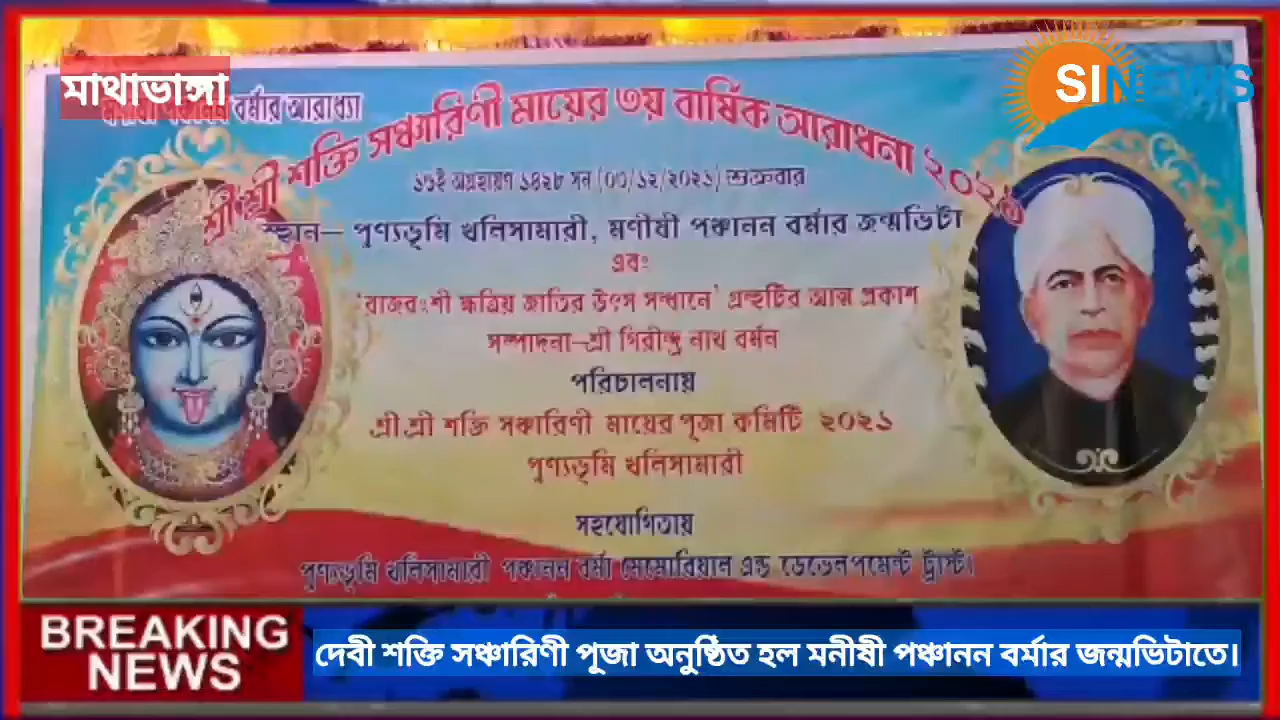 মাথাভাঙ্গা
SI NEWS
মণীষী পঞ্চানন বর্মার আরাধ্যা
শ্রী শ্রী শক্তি সঞ্চারিণী মায়ের ৩য় বার্ষিক আরাধনা ২০২১
১৬ই অগ্রহায়ণ ১৪২৮ সন (০৩/১২/২০২১) শুক্রবার
স্থান– পূণ্যভূমি খলিসামারী, মণীষী পঞ্চানন বর্মার জন্মভিটা
এবং
'রাজবংশী ক্ষত্রিয় জাতির উৎস সন্ধানে' গ্রন্থটির আত্ম প্রকাশ
সম্পাদনা–শ্রী গিরীন্দ্র নাথ বর্মন
পরিচালনায়
শ্রী শ্রী শক্তি সঞ্চারিণী মায়ের পূজা কমিটি ২০২১
পূণ্যভূমি খলিসামারী
সহযোগিতায়
পূণ্যভূমি খলিসামারী পঞ্চানন বর্মা মেমোরিয়াল এন্ড ডেভেলপমেন্ট ট্রাস্ট।
BREAKING
NEWS
দেবী শক্তি সঞ্চারিণী পূজা অনুষ্ঠিত হল মনীষী পঞ্চানন বর্মার জন্মভিটাতে।